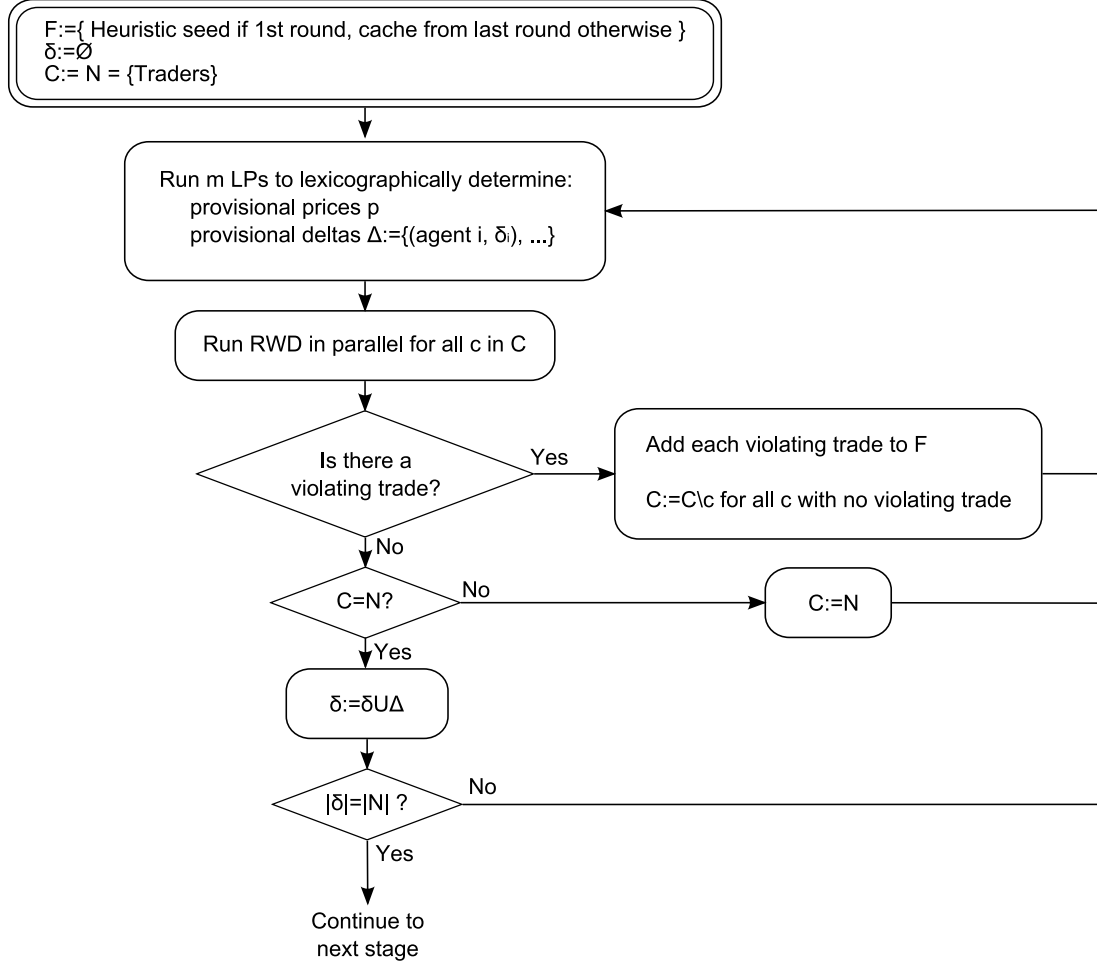 F:={ Heuristic seed if 1st round, cache from last round otherwise }
δ:=Ø
C:= N = {Traders}
Run m LPs to lexicographically determine:
provisional prices p
provisional deltas Δ:={(agent i, δᵢ), ...}
Run RWD in parallel for all c in C
Is there a
violating trade?
Yes
Add each violating trade to F
C:=C\c for all c with no violating trade
No
C=N?
No
C:=N
Yes
δ:=δUΔ
|δ|=|N| ?
No
Yes
Continue to
next stage